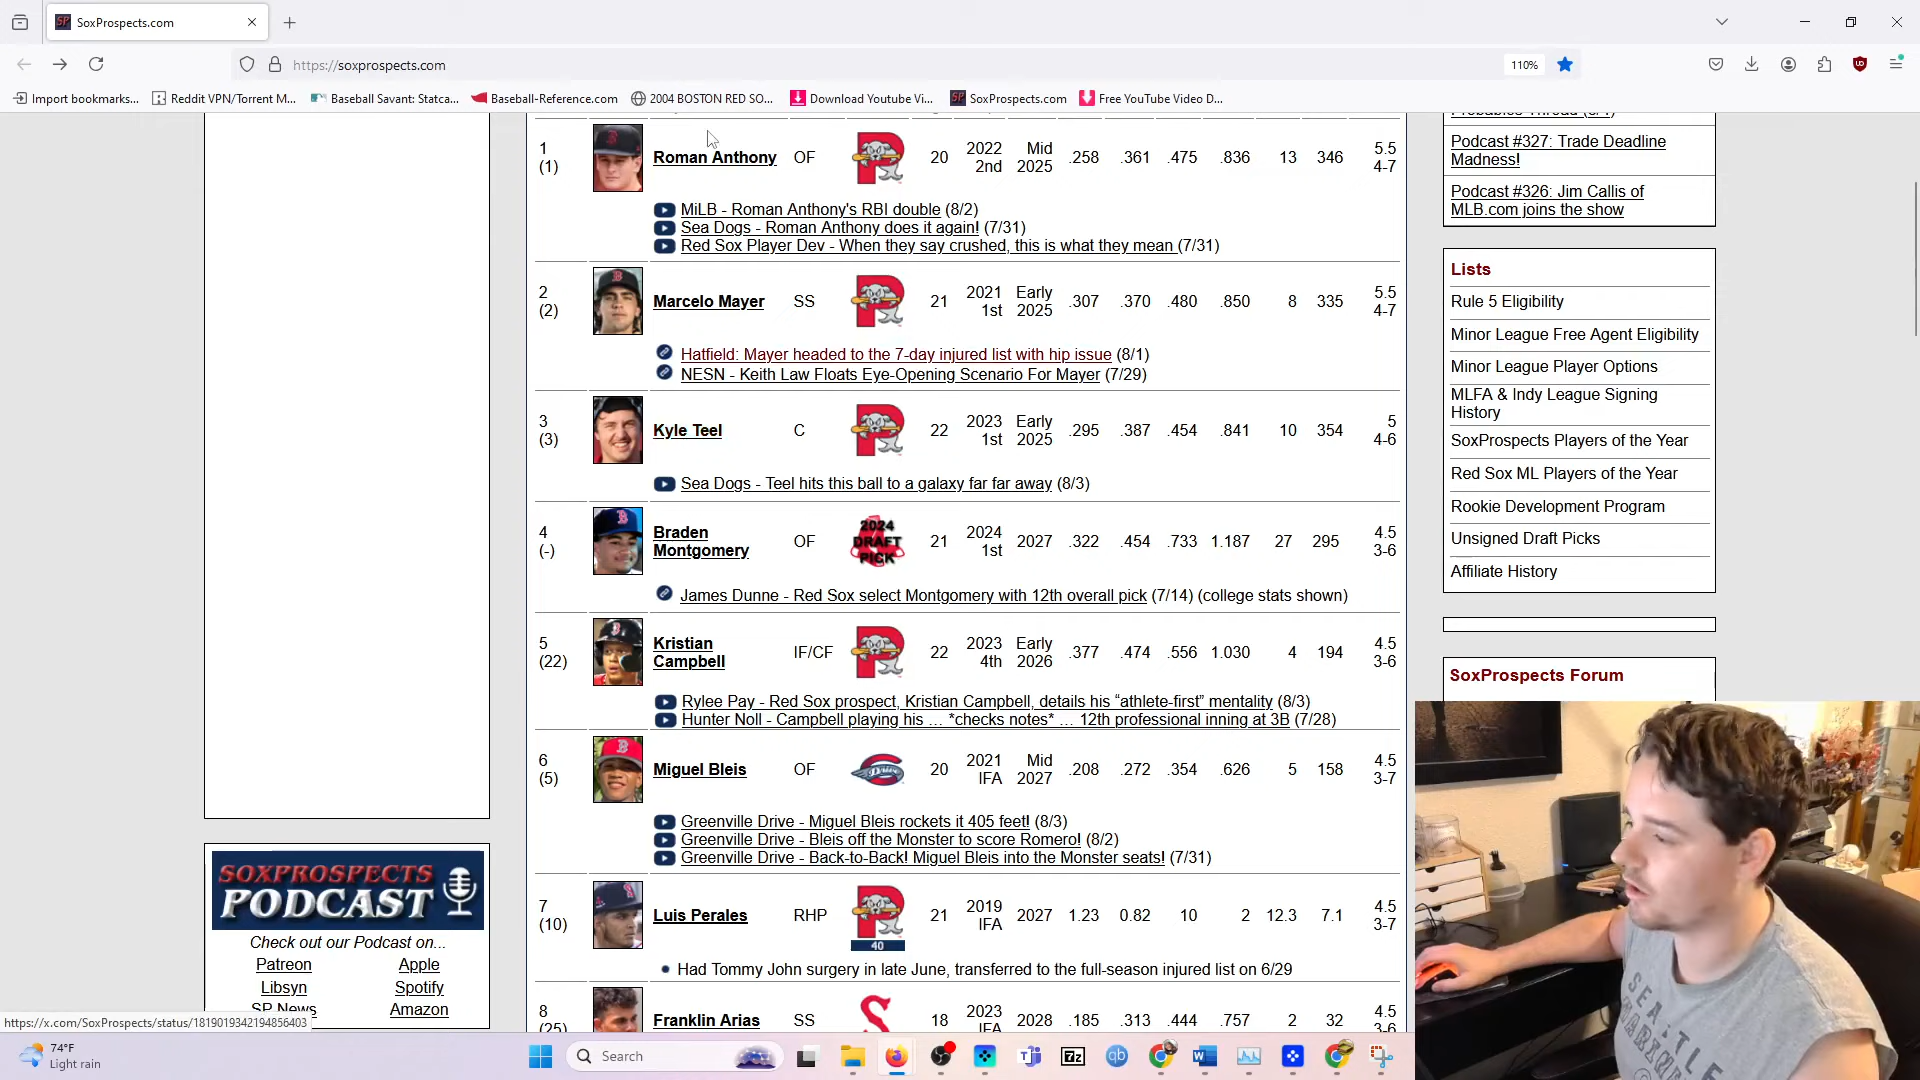 SoxProspects.com
https://soxprospects.com
110%
Import bookmarks...
Reddit VPN/Torrent M...
Baseball Savant: Statca...
Baseball-Reference.com
2004 BOSTON RED SO...
Download Youtube Vi...
SoxProspects.com
Free YouTube Video D...
1
(1)
Roman Anthony
OF
20
2022
2nd
Mid
2025
.258
.361
.475
.836
13
346
5.5
4-7
MiLB - Roman Anthony's RBI double (8/2)
Sea Dogs - Roman Anthony does it again! (7/31)
Red Sox Player Dev - When they say crushed, this is what they mean (7/31)
2
(2)
Marcelo Mayer
SS
21
2021
1st
Early
2025
.307
.370
.480
.850
8
335
5.5
4-7
Hatfield: Mayer headed to the 7-day injured list with hip issue (8/1)
NESN - Keith Law Floats Eye-Opening Scenario For Mayer (7/29)
3
(3)
Kyle Teel
C
22
2023
1st
Early
2025
.295
.387
.454
.841
10
354
5
4-6
Sea Dogs - Teel hits this ball to a galaxy far far away (8/3)
4
(-)
Braden
Montgomery
OF
2024
DRAFT
PICK
21
2024
1st
2027
.322
.454
.733
1.187
27
295
4.5
3-6
James Dunne - Red Sox select Montgomery with 12th overall pick (7/14) (college stats shown)
5
(22)
Kristian
Campbell
IF/CF
22
2023
4th
Early
2026
.377
.474
.556
1.030
4
194
4.5
3-6
Rylee Pay - Red Sox prospect, Kristian Campbell, details his “athlete-first” mentality (8/3)
Hunter Noll - Campbell playing his … *checks notes* … 12th professional inning at 3B (7/28)
6
(5)
Miguel Bleis
OF
20
2021
IFA
Mid
2027
.208
.272
.354
.626
5
158
4.5
3-7
Greenville Drive - Miguel Bleis rockets it 405 feet! (8/3)
Greenville Drive - Bleis off the Monster to score Romero! (8/2)
Greenville Drive - Back-to-Back! Miguel Bleis into the Monster seats! (7/31)
7
(10)
Luis Perales
RHP
40
21
2019
IFA
2027
1.23
0.82
10
2
12.3
7.1
4.5
3-7
Had Tommy John surgery in late June, transferred to the full-season injured list on 6/29
8
(25)
Franklin Arias
SS
18
2023
IFA
2028
.185
.313
.444
.757
2
32
4.5
3-6
Podcast #327: Trade Deadline
Madness!
Podcast #326: Jim Callis of
MLB.com joins the show
Lists
Rule 5 Eligibility
Minor League Free Agent Eligibility
Minor League Player Options
MLFA & Indy League Signing
History
SoxProspects Players of the Year
Red Sox ML Players of the Year
Rookie Development Program
Unsigned Draft Picks
Affiliate History
SoxProspects Forum
SOXPROSPECTS
PODCAST
Check out our Podcast on...
Patreon
Apple
Libsyn
Spotify
SP News
Amazon
https://x.com/SoxProspects/status/1819019342194856403
74°F
Light rain
Search